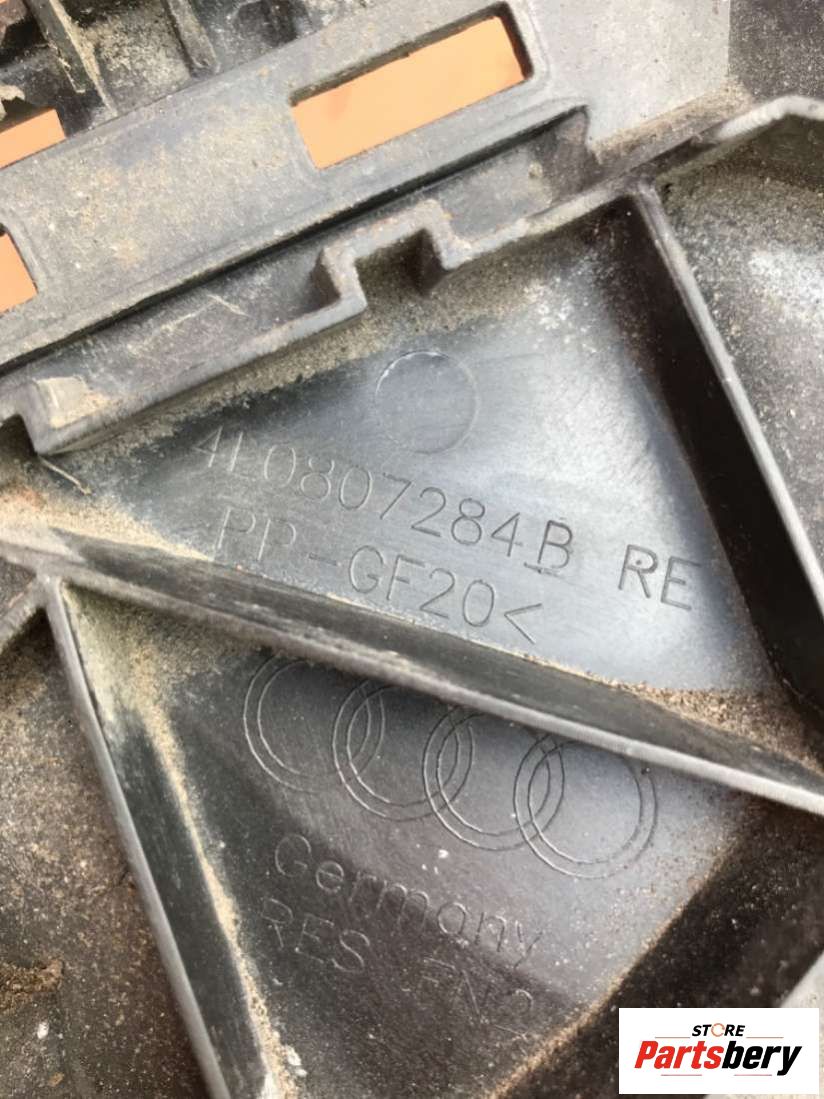 4L0807284B RE
PP-GF20<
Germany
RES
STORE
Partsbery